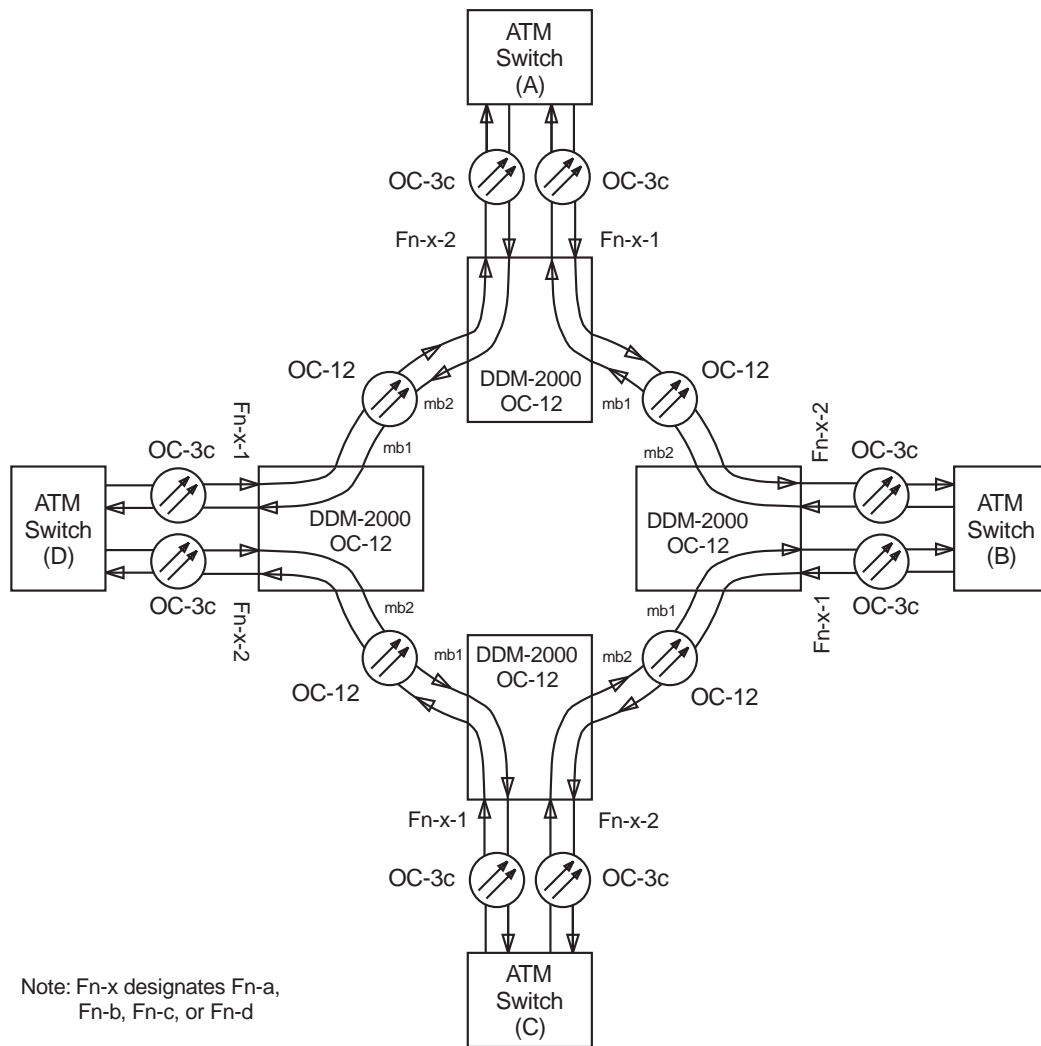 ATM
Switch
(A)
OC-3c
OC-3c
Fn-x-2
Fn-x-1
OC-12
DDM-2000
OC-12
OC-12
mb2
mb1
mb1
mb2
Fn-x-1
Fn-x-2
OC-3c
OC-3c
ATM
Switch
(D)
DDM-2000
OC-12
DDM-2000
OC-12
ATM
Switch
(B)
OC-3c
OC-3c
Fn-x-2
Fn-x-1
mb2
mb1
mb1
mb2
DDM-2000
OC-12
OC-12
OC-12
Fn-x-1
Fn-x-2
OC-3c
OC-3c
ATM
Switch
(C)
Note: Fn-x designates Fn-a,
Fn-b, Fn-c, or Fn-d